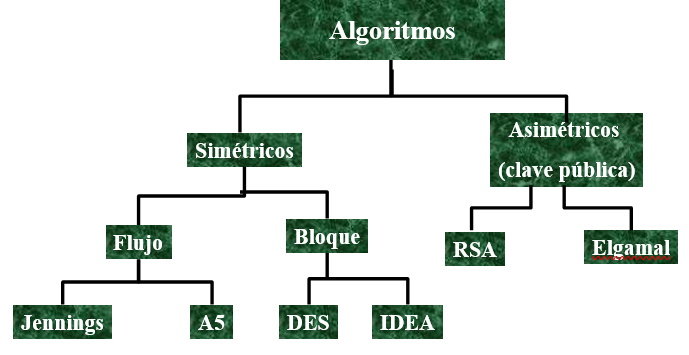 Algoritmos
Simétricos
Asimétricos
(clave pública)
Flujo
Bloque
RSA
Elgamal
Jennings
A5
DES
IDEA